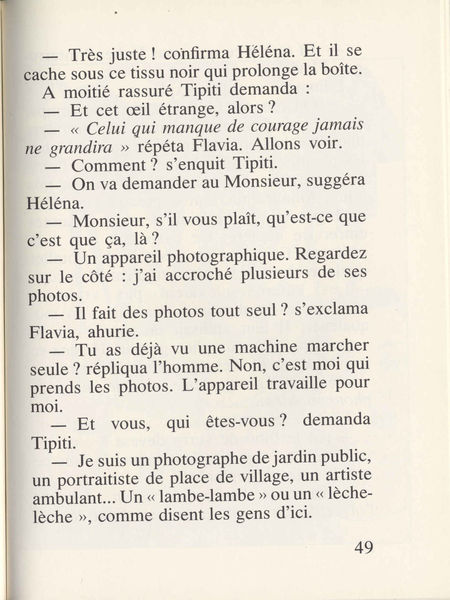 — Très juste ! confirma Héléna. Et il se
cache sous ce tissu noir qui prolonge la boîte.
A moitié rassuré Tipiti demanda :
— Et cet œil étrange, alors ?
— « Celui qui manque de courage jamais
ne grandira » répéta Flavia. Allons voir.
— Comment ? s'enquit Tipiti.
— On va demander au Monsieur, suggéra
Héléna.
— Monsieur, s'il vous plaît, qu'est-ce que
c'est que ça, là ?
— Un appareil photographique. Regardez
sur le côté : j'ai accroché plusieurs de ses
photos.
— Il fait des photos tout seul ? s'exclama
Flavia, ahurie.
— Tu as déjà vu une machine marcher
seule ? répliqua l'homme. Non, c'est moi qui
prends les photos. L'appareil travaille pour
moi.
— Et vous, qui êtes-vous ? demanda
Tipiti.
— Je suis un photographe de jardin public,
un portraitiste de place de village, un artiste
ambulant... Un « lambe-lambe » ou un « lèche-
lèche », comme disent les gens d'ici.
49